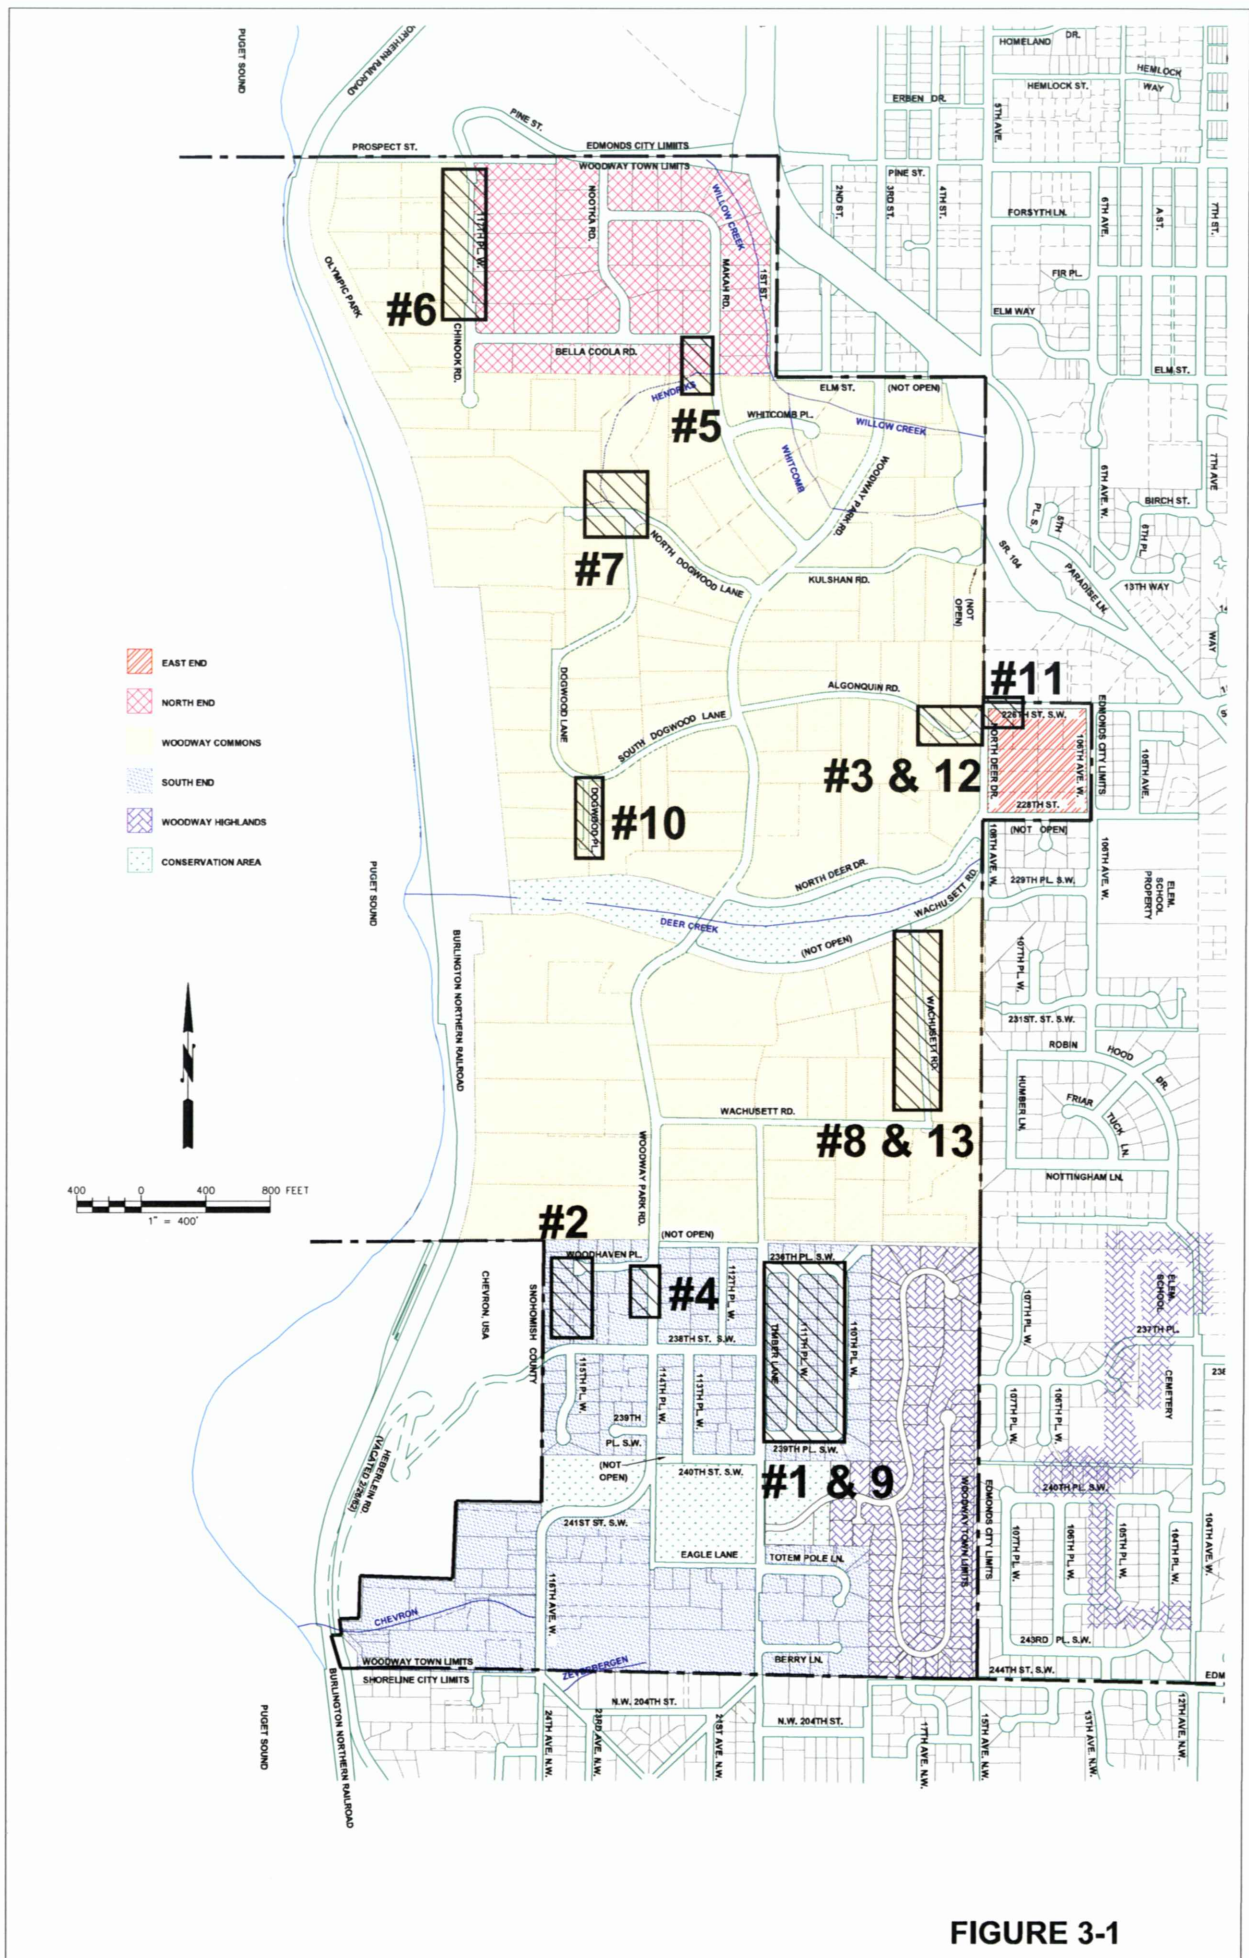 PUGET SOUND
ORTHERN RAILROAD
HOMELAND DR.
HEMLOCK WAY
HEMLOCK ST.
ERBEN DR.
5TH AVE.
PINE ST.
PROSPECT ST.
EDMONDS CITY LIMITS
WOODWAY TOWN LIMITS
PINE ST.
2ND ST.
3RD ST.
4TH ST.
FORSYTH LN.
6TH AVE.
A ST.
7TH ST.
NOOTKA RD.
WILLOW CREEK
117TH PL. W.
MAKAH RD.
1ST ST.
OLYMPIC PARK
FIR PL.
ELM WAY
#6
CHINOOK RD.
BELLA COOLA RD.
ELM ST.
ELM ST.
(NOT OPEN)
HENDRIKS
#5
WHITCOMB PL.
WILLOW CREEK
WHITCOMB
WOODWAY PARK RD.
6TH AVE. W.
7TH AVE
BIRCH ST.
5TH PL. S.
6TH PL.
#7
NORTH DOGWOOD LANE
KULSHAN RD.
SR. 104
PARADISE LN.
13TH WAY
(NOT OPEN)
WAY
EAST END
NORTH END
WOODWAY COMMONS
SOUTH END
WOODWAY HIGHLANDS
CONSERVATION AREA
DOGWOOD LANE
SOUTH DOGWOOD LANE
ALGONQUIN RD.
#11
226TH ST. S.W.
NORTH DEER DR.
106TH AVE. W.
EDMONDS CITY LIMITS
105TH AVE.
#3 & 12
228TH ST.
(NOT OPEN)
DOGWOOD PL.
#10
108TH AVE. W.
106TH AVE. W.
229TH PL. S.W.
ELEM. SCHOOL PROPERTY
PUGET SOUND
NORTH DEER DR.
WACHUSETT RD.
DEER CREEK
(NOT OPEN)
BURLINGTON NORTHERN RAILROAD
107TH PL. W.
231ST. ST. S.W.
WACHUSETT RD.
ROBIN HOOD DR.
HUMBER LN.
FRIAR TUCK LN.
N
WACHUSETT RD.
#8 & 13
WOODWAY PARK RD.
NOTTINGHAM LN.
400 0 400 800 FEET
1" = 400'
#2
(NOT OPEN)
WOODHAVEN PL.
236TH PL. S.W.
#4
112TH PL. W.
CHEVRON, USA
SNOHOMISH COUNTY
238TH ST. S.W.
TIMBER LANE
111TH PL. W.
110TH PL. W.
107TH PL. W.
ELEM. SCHOOL
237TH PL.
CEMETERY
115TH PL. W.
114TH PL. W.
113TH PL. W.
239TH PL. S.W.
107TH PL. W.
106TH PL. W.
239TH PL. S.W.
(NOT OPEN)
240TH ST. S.W.
#1 & 9
HEBERLEIN RD.
(VACATED 2/26/62)
WOODWAY TOWN LIMITS
EDMONDS CITY LIMITS
240TH PL. S.W.
241ST ST. S.W.
107TH PL. W.
106TH PL. W.
105TH PL. W.
104TH PL. W.
104TH AVE. W.
EAGLE LANE
TOTEM POLE LN.
116TH AVE. W.
CHEVRON
243RD PL. S.W.
WOODWAY TOWN LIMITS
SHORELINE CITY LIMITS
ZEVENBERGEN
BERRY LN.
244TH ST. S.W.
EDM
PUGET SOUND
BURLINGTON NORTHERN RAILROAD
N.W. 204TH ST.
N.W. 204TH ST.
24TH AVE. N.W.
23RD AVE. N.W.
21ST AVE. N.W.
17TH AVE. N.W.
15TH AVE. N.W.
13TH AVE. N.W.
12TH AVE. N.W.
FIGURE 3-1